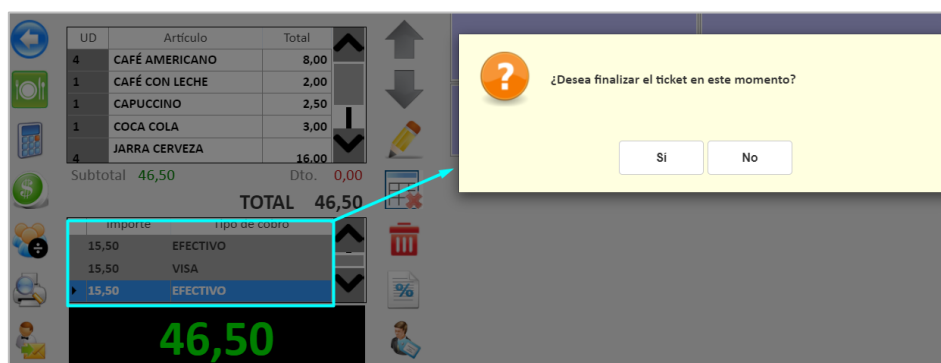 UD Artículo Total
4 CAFÉ AMERICANO 8,00
1 CAFÉ CON LECHE 2,00
1 CAPUCCINO 2,50
1 COCA COLA 3,00
4 JARRA CERVEZA 16,00
Subtotal 46,50 Dto. 0,00
TOTAL 46,50
Importe Tipo de cobro
15,50 EFECTIVO
15,50 VISA
15,50 EFECTIVO
46,50
¿Desea finalizar el ticket en este momento?
Si No